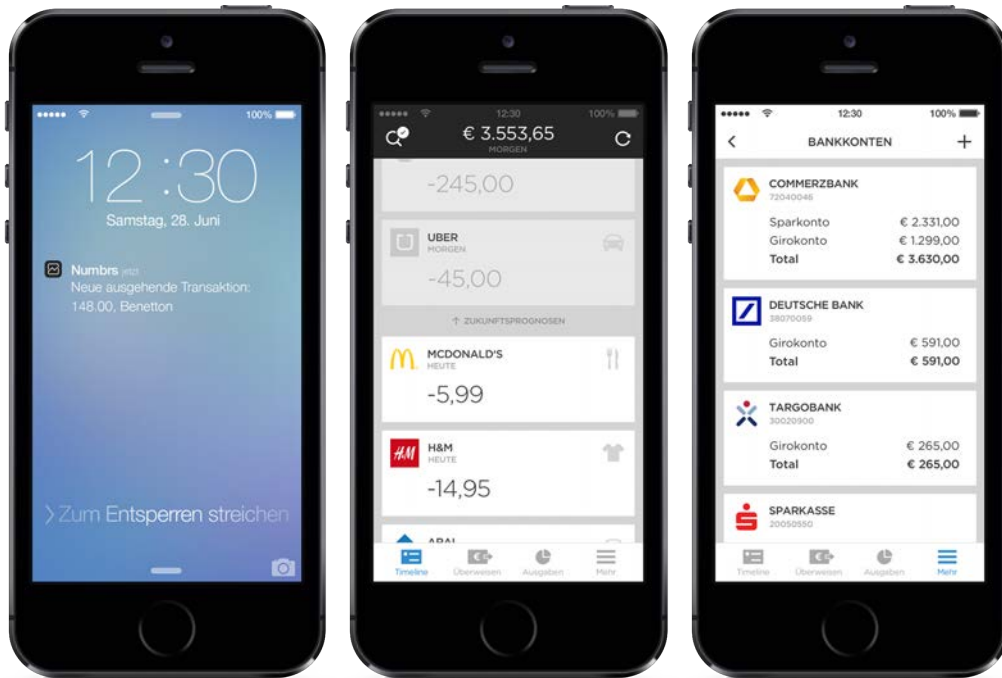 100%
12:30
Samstag, 28. Juni
Numbrs jetzt
Neue ausgehende Transaktion:
148.00, Benetton
Zum Entsperren streichen
12:30 100%
€ 3.553,65
MORGEN
-245,00
UBER
MORGEN
-45,00
↑ ZUKUNFTSPROGNOSEN
M
MCDONALD'S
HEUTE
-5,99
H&M
H&M
HEUTE
-14,95
ARAL
Timeline Überweisen Ausgaben Mehr
12:30 100%
BANKKONTEN
COMMERZBANK
72040046
Sparkonto € 2.331,00
Girokonto € 1.299,00
Total € 3.630,00
DEUTSCHE BANK
38070059
Girokonto € 591,00
Total € 591,00
TARGOBANK
30020900
Girokonto € 265,00
Total € 265,00
SPARKASSE
20050550
Timeline Überweisen Ausgaben Mehr